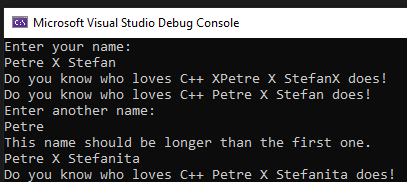 Microsoft Visual Studio Debug Console
Enter your name:
Petre X Stefan
Do you know who loves C++ XPetre X StefanX does!
Do you know who loves C++ Petre X Stefan does!
Enter another name:
Petre
This name should be longer than the first one.
Petre X Stefanita
Do you know who loves C++ Petre X Stefanita does!